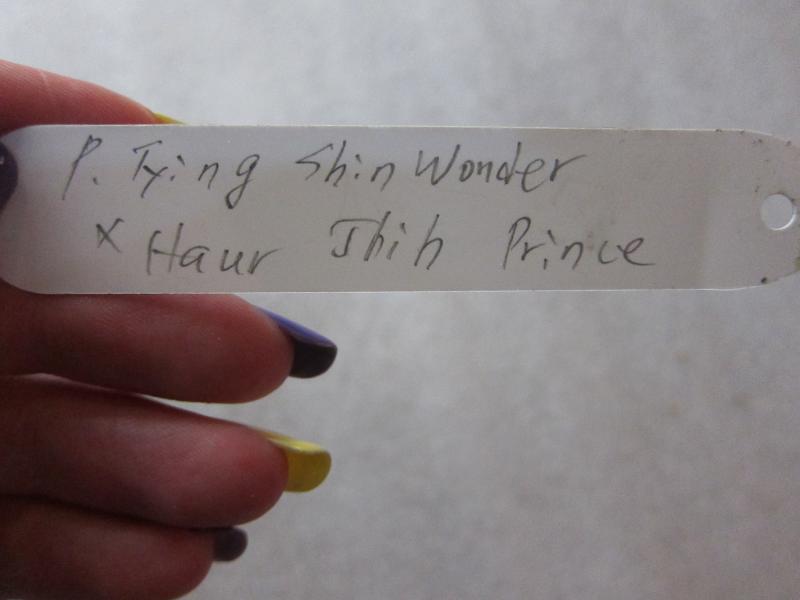 P. Tying Shin Wonder
x Haur Jhih Prince